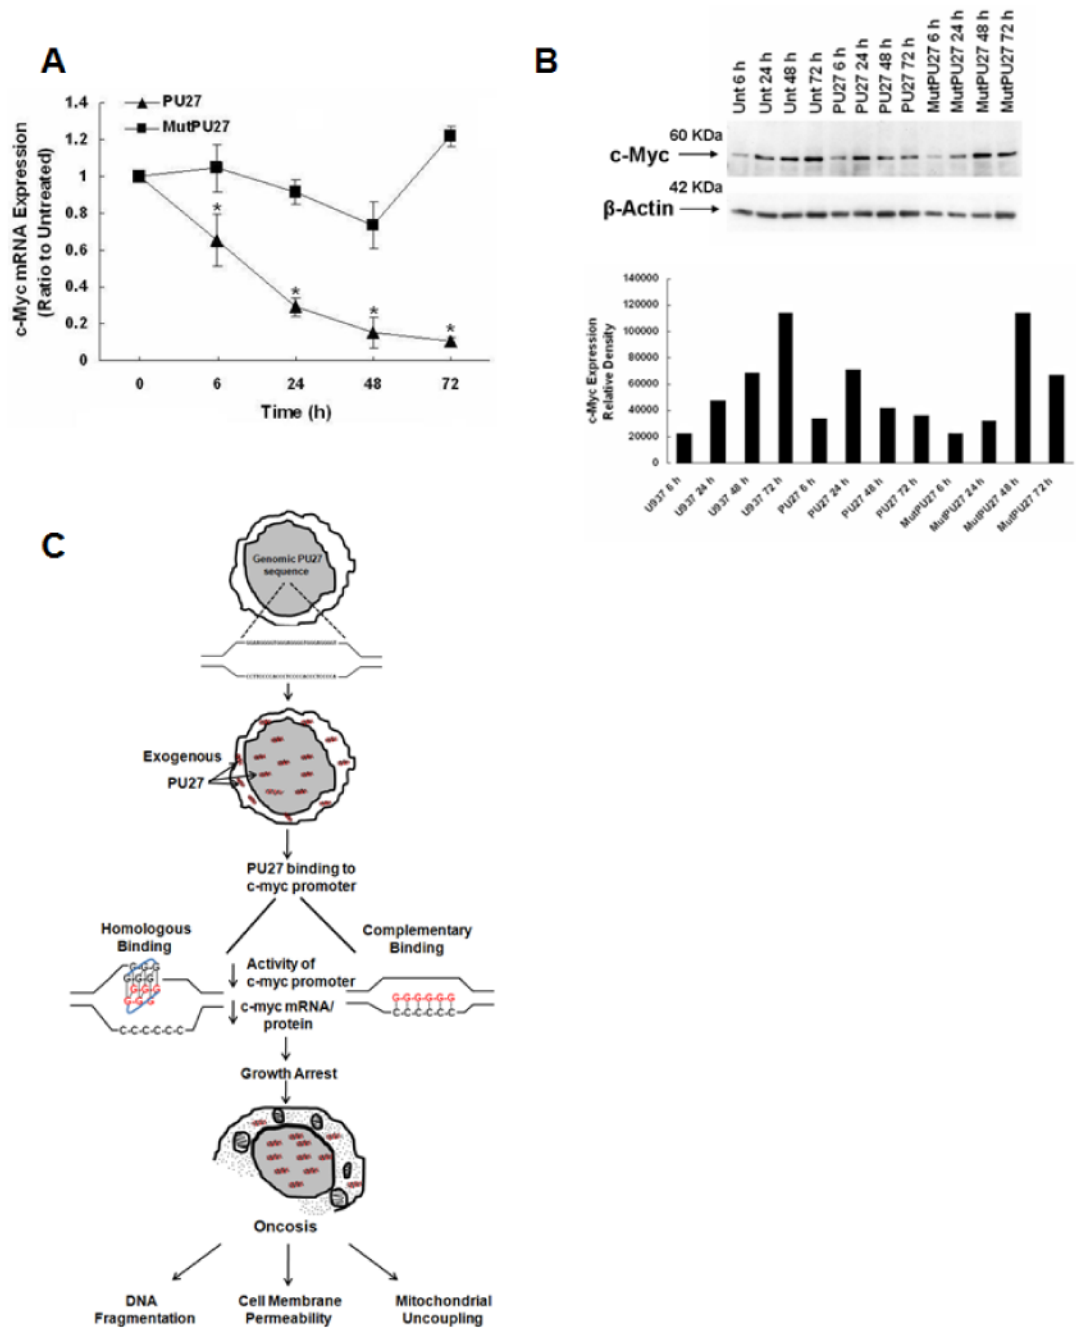 A
PU27
MutPU27
c-Myc mRNA Expression
(Ratio to Untreated)
1.4
1.2
1
0.8
0.6
0.4
0.2
0
*
*
*
*
0 6 24 48 72
Time (h)
B
Unt 6 h
Unt 24 h
Unt 48 h
Unt 72 h
PU27 6 h
PU27 24 h
PU27 48 h
PU27 72 h
MutPU27 6 h
MutPU27 24 h
MutPU27 48 h
MutPU27 72 h
60 KDa
c-Myc
42 KDa
β-Actin
c-Myc Expression
Relative Density
140000
120000
100000
80000
60000
40000
20000
0
U937 6 h
U937 24 h
U937 48 h
U937 72 h
PU27 6 h
PU27 24 h
PU27 48 h
PU27 72 h
MutPU27 6 h
MutPU27 24 h
MutPU27 48 h
MutPU27 72 h
C
Genomic PU27
sequence
Exogenous
PU27
PU27 binding to
c-myc promoter
Homologous
Binding
Complementary
Binding
G-G-G
G-G-G
G-G-G
G-G-G
C-C-C-C-C-C
Activity of
c-myc promoter
c-myc mRNA/
protein
G-G-G-G-G-G
C-C-C-C-C-C
Growth Arrest
Oncosis
DNA
Fragmentation
Cell Membrane
Permeability
Mitochondrial
Uncoupling